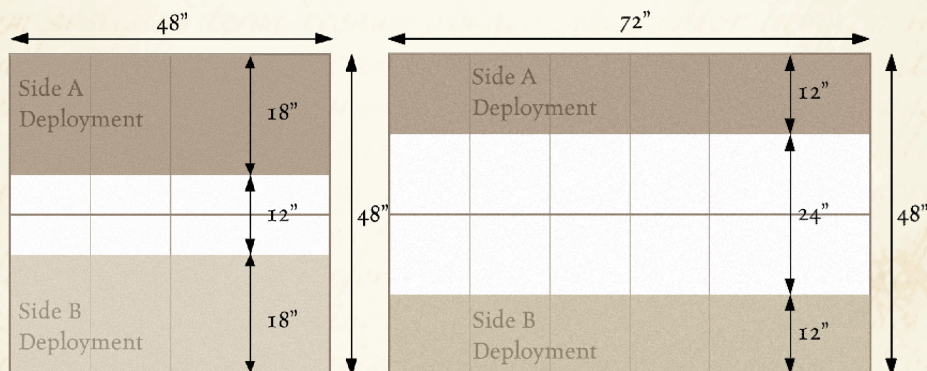 48”
72”
Side A
Deployment
18”
12”
48”
Side B
Deployment
18”
Side A
Deployment
12”
24”
48”
Side B
Deployment
12”